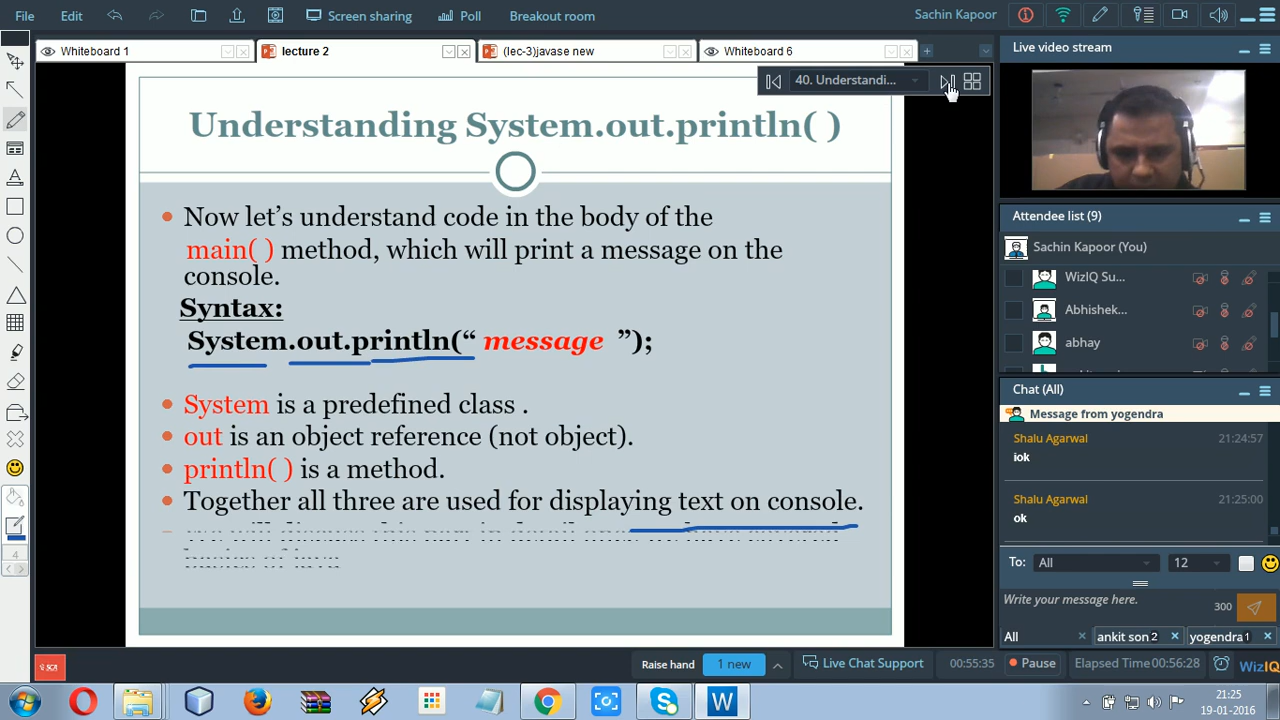 File Edit Screen sharing Poll Breakout room Sachin Kapoor
Whiteboard 1 lecture 2 (lec-3)javase new Whiteboard 6
40. Understandi...
Understanding System.out.println( )
Now let's understand code in the body of the
main( ) method, which will print a message on the
console.
Syntax:
System.out.println(“ message ”);
System is a predefined class .
out is an object reference (not object).
println( ) is a method.
Together all three are used for displaying text on console.
Live video stream
Attendee list (9)
Sachin Kapoor (You)
WizIQ Su...
Abhishek...
abhay
Chat (All)
Message from yogendra
Shalu Agarwal 21:24:57
iok
Shalu Agarwal 21:25:00
ok
To: All 12
Write your message here. 300
All ankit son 2 yogendra 1
Raise hand 1 new Live Chat Support 00:55:35 Pause Elapsed Time 00:56:28 WizIQ
21:25
19-01-2016